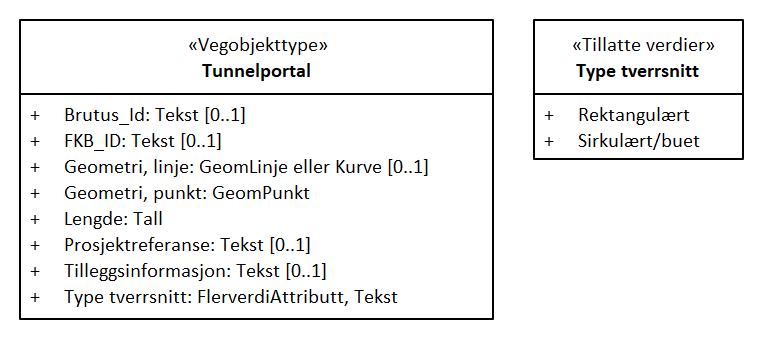 «Vegobjekttype»
Tunnelportal
+ Brutus_Id: Tekst [0..1]
+ FKB_ID: Tekst [0..1]
+ Geometri, linje: GeomLinje eller Kurve [0..1]
+ Geometri, punkt: GeomPunkt
+ Lengde: Tall
+ Prosjektreferanse: Tekst [0..1]
+ Tilleggsinformasjon: Tekst [0..1]
+ Type tverrsnitt: FlerverdiAttributt, Tekst
«Tillatte verdier»
Type tverrsnitt
+ Rektangulært
+ Sirkulært/buet